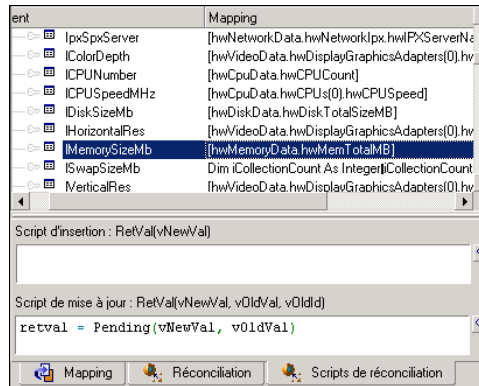 ent Mapping
IpxSpxServer [hwNetworkData.hwNetworkIpx.hwIPXServerNa
lColorDepth [hwVideoData.hwDisplayGraphicsAdapters(0).hw
lCPUNumber [hwCpuData.hwCPUCount]
lCPUSpeedMHz [hwCpuData.hwCPUs(0).hwCPUSpeed]
lDiskSizeMb [hwDiskData.hwDiskTotalSizeMB]
lHorizontalRes [hwVideoData.hwDisplayGraphicsAdapters(0).hw
lMemorySizeMb [hwMemoryData.hwMemTotalMB]
lSwapSizeMb Dim iCollectionCount As Integer||iCollectionCount
lVerticalRes [hwVideoData.hwDisplayGraphicsAdapters(0).hw
Script d'insertion : RetVal(vNewVal)
Script de mise à jour : RetVal(vNewVal, vOldVal, vOldId)
retval = Pending(vNewVal, vOldVal)
Mapping Réconciliation Scripts de réconciliation